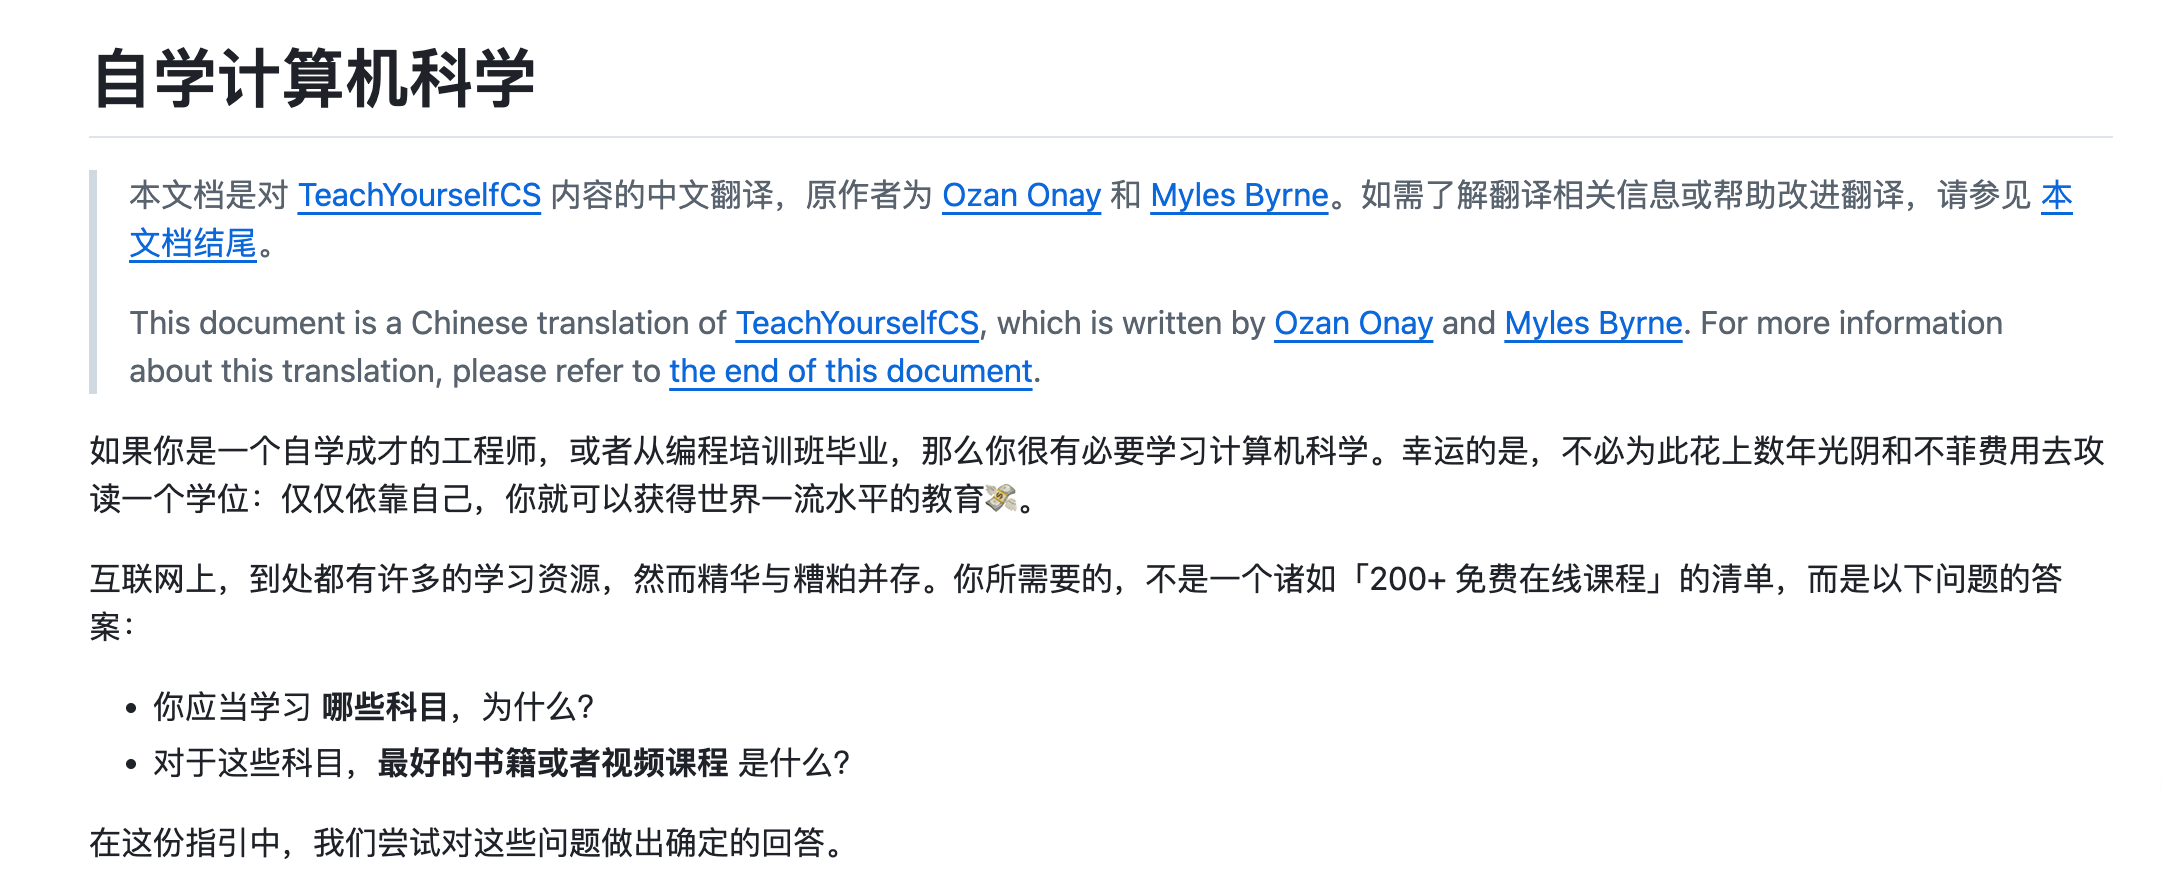 自学计算机科学
本文档是对 TeachYourselfCS 内容的中文翻译，原作者为 Ozan Onay 和 Myles Byrne。如需了解翻译相关信息或帮助改进翻译，请参见 本
文档结尾。
This document is a Chinese translation of TeachYourselfCS, which is written by Ozan Onay and Myles Byrne. For more information
about this translation, please refer to the end of this document.
如果你是一个自学成才的工程师，或者从编程培训班毕业，那么你很有必要学习计算机科学。幸运的是，不必为此花上数年光阴和不菲费用去攻
读一个学位：仅仅依靠自己，你就可以获得世界一流水平的教育💸。
互联网上，到处都有许多的学习资源，然而精华与糟粕并存。你所需要的，不是一个诸如「200+ 免费在线课程」的清单，而是以下问题的答
案：
• 你应当学习 哪些科目，为什么？
• 对于这些科目，最好的书籍或者视频课程 是什么？
在这份指引中，我们尝试对这些问题做出确定的回答。